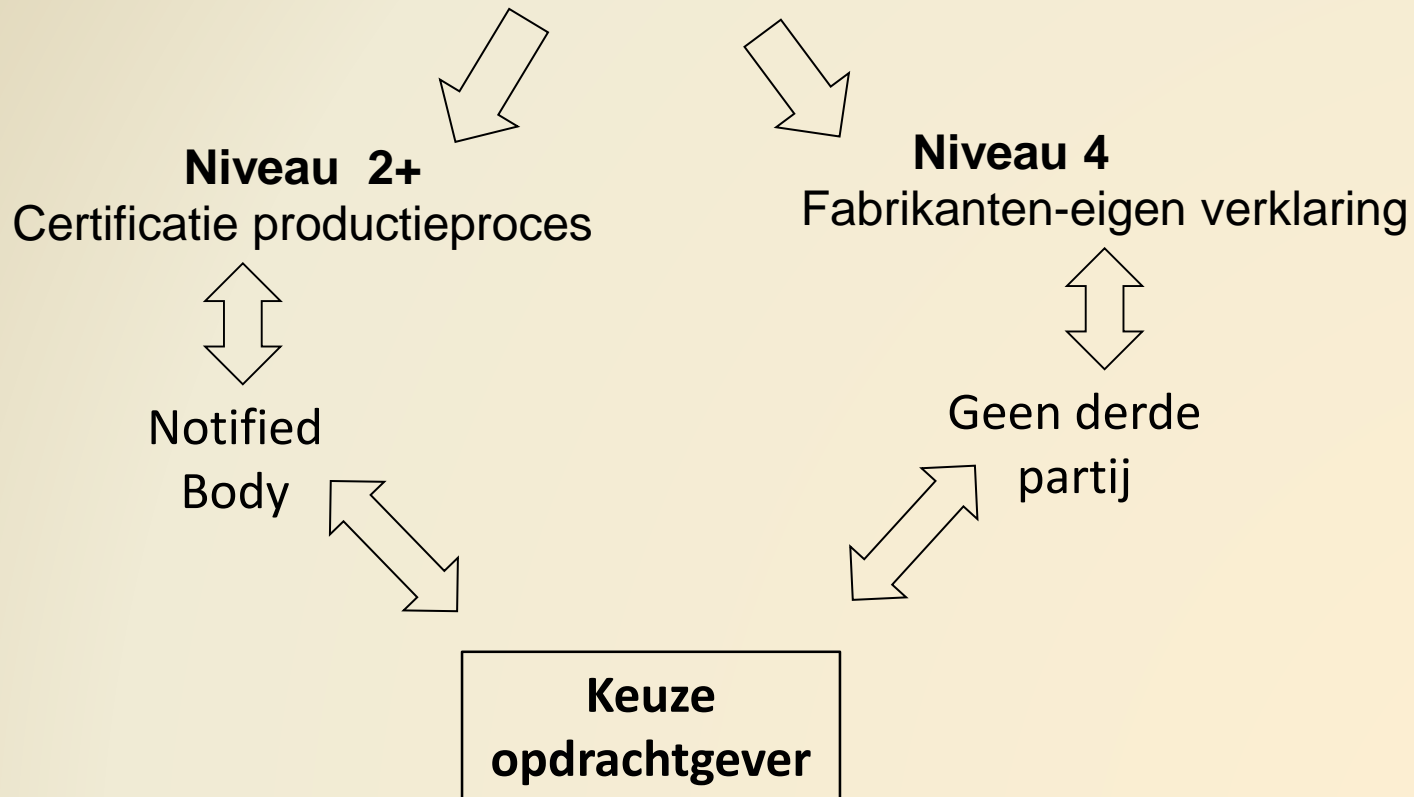 Niveau 2+
Certificatie productieproces
Notified
Body
Niveau 4
Fabrikanten-eigen verklaring
Geen derde
partij
Keuze
opdrachtgever